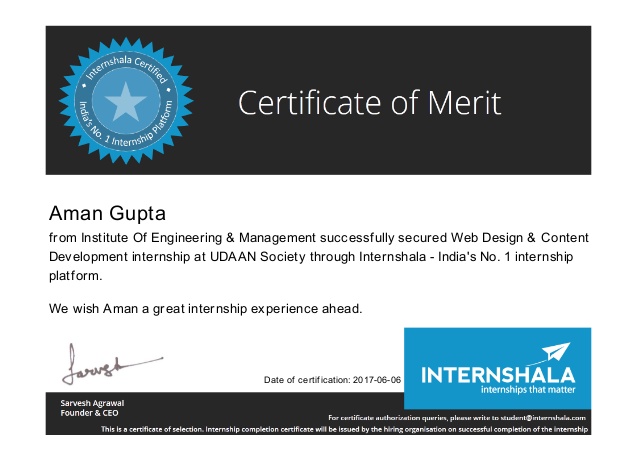 Internshala Certified
India's No. 1 Internship Platform
Certificate of Merit
Aman Gupta
from Institute Of Engineering & Management successfully secured Web Design & Content
Development internship at UDAAN Society through Internshala - India's No. 1 internship
platform.
We wish Aman a great internship experience ahead.
Sarvesh
Date of certification: 2017-06-06
INTERNSHALA
internships that matter
Sarvesh Agrawal
Founder & CEO
For certificate authorization queries, please write to student@internshala.com
This is a certificate of selection. Internship completion certificate will be issued by the hiring organisation on successful completion of the internship